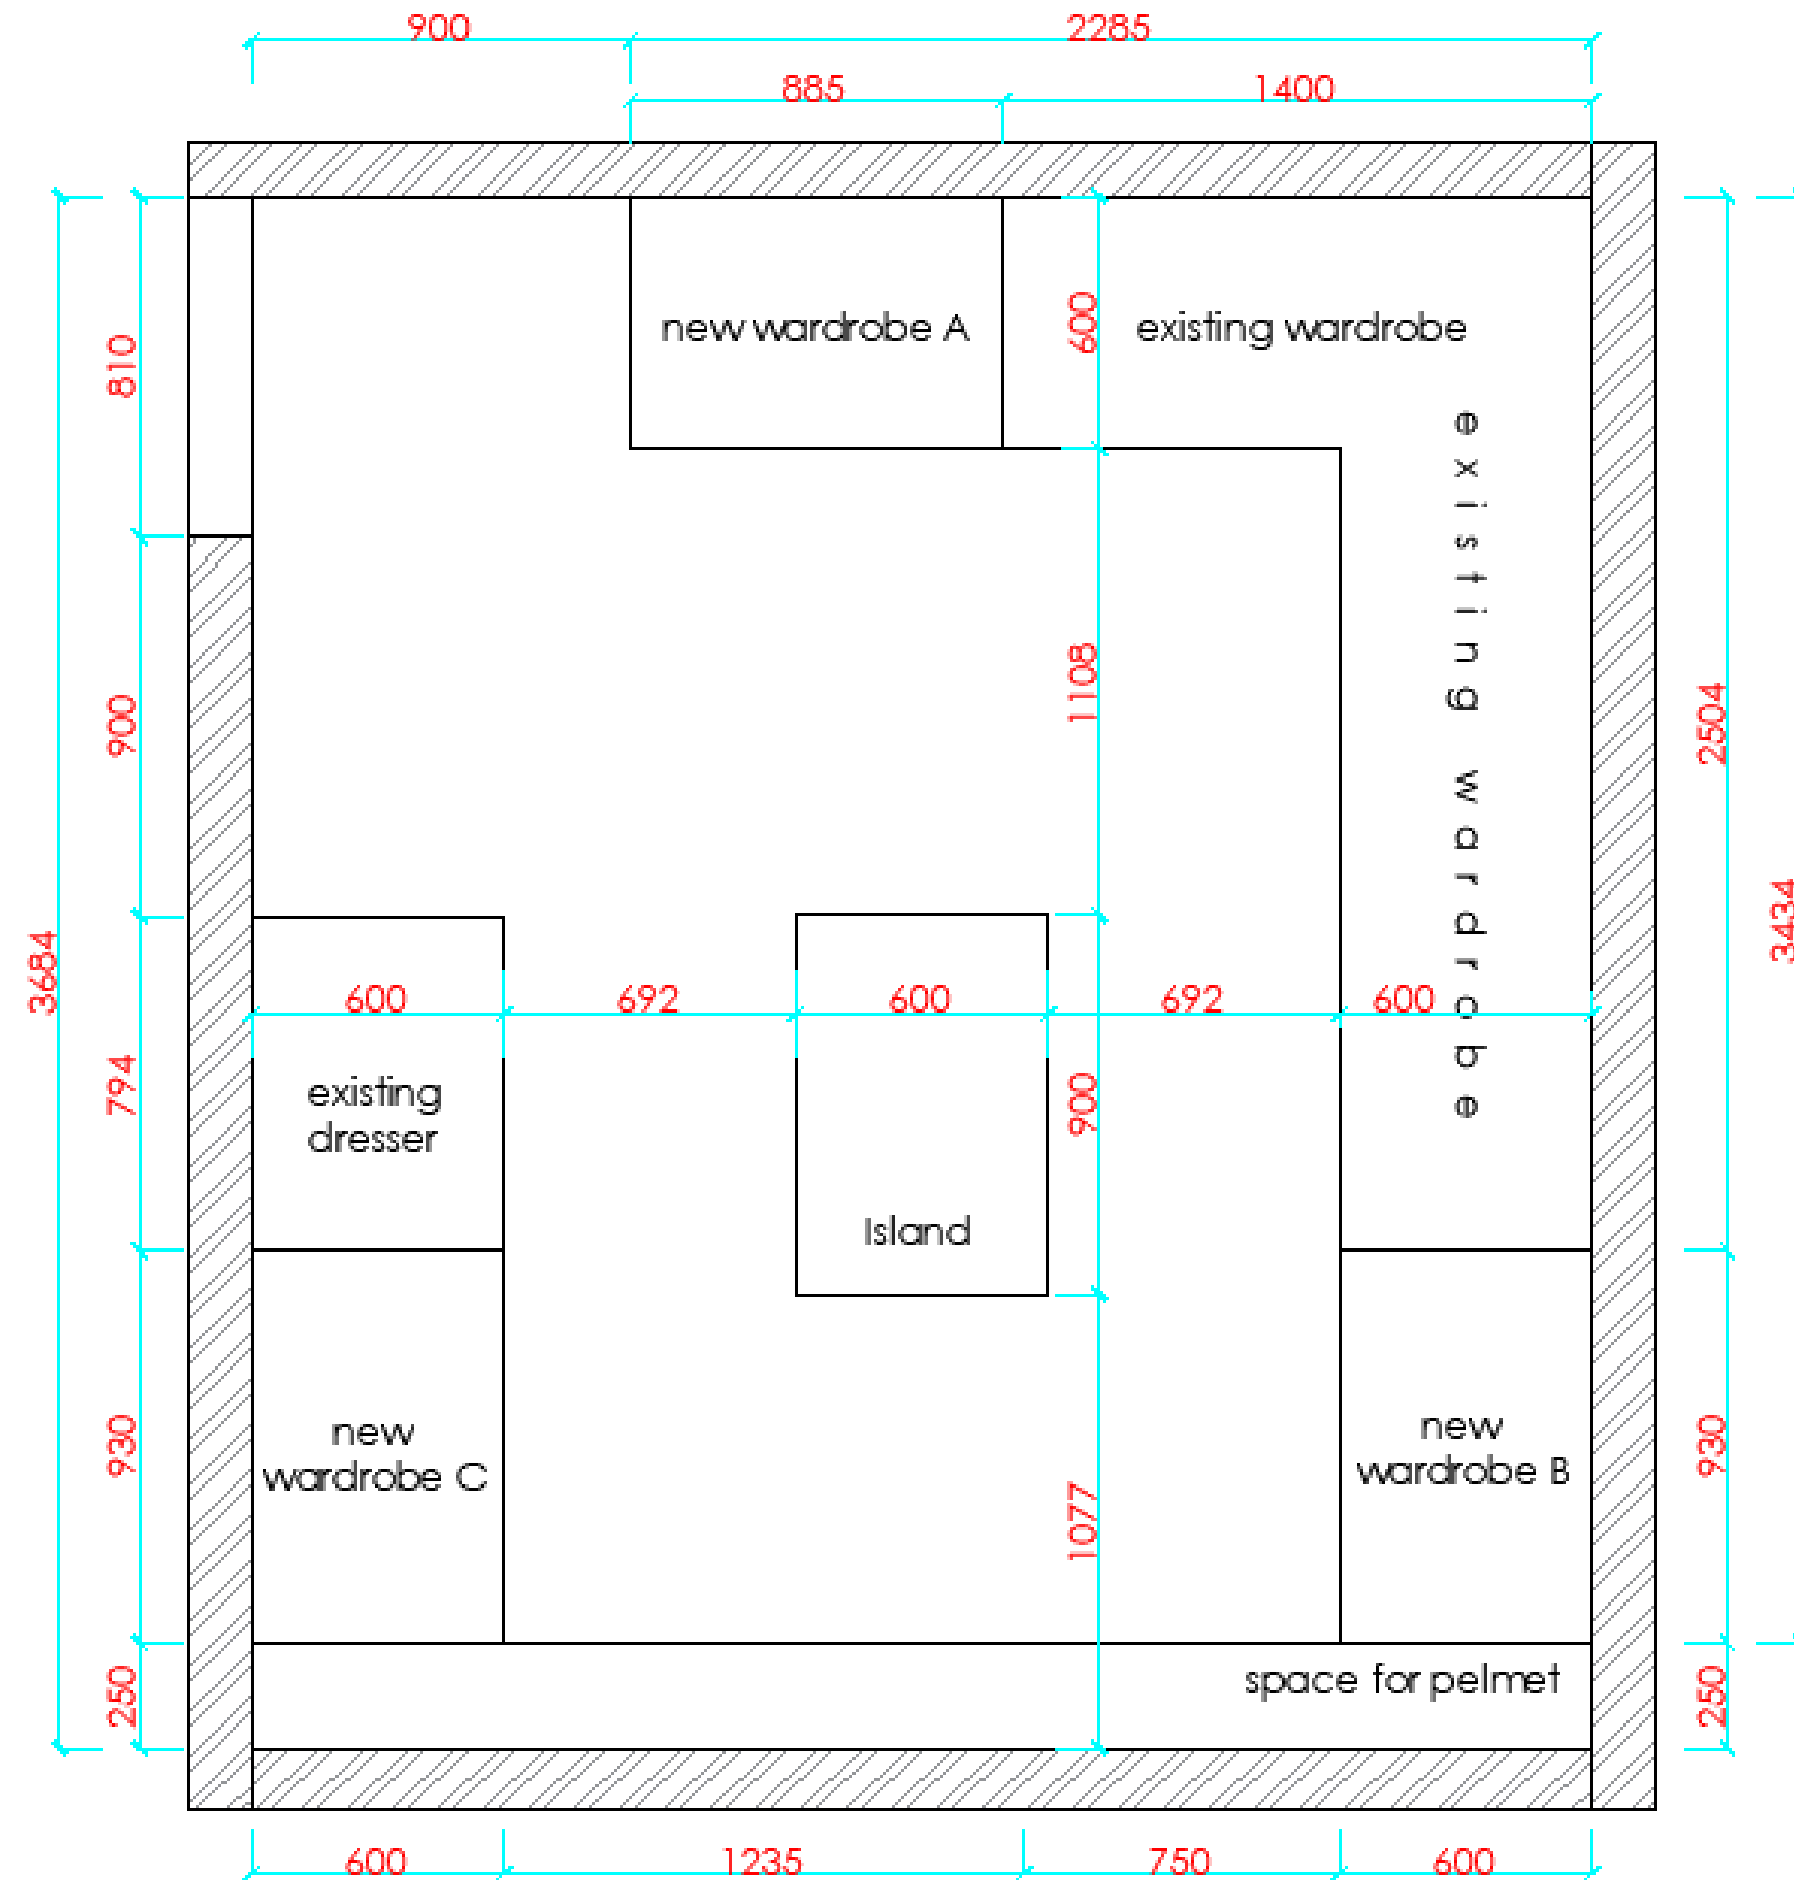 900
2285
885
1400
new wardrobe A
600
existing wardrobe
810
existing wardrobe
1108
900
2504
3684
3434
600
692
600
692
600
794
existing
dresser
900
Island
930
new
wardrobe C
1077
new
wardrobe B
930
250
space for pelmet
250
600
1235
750
600